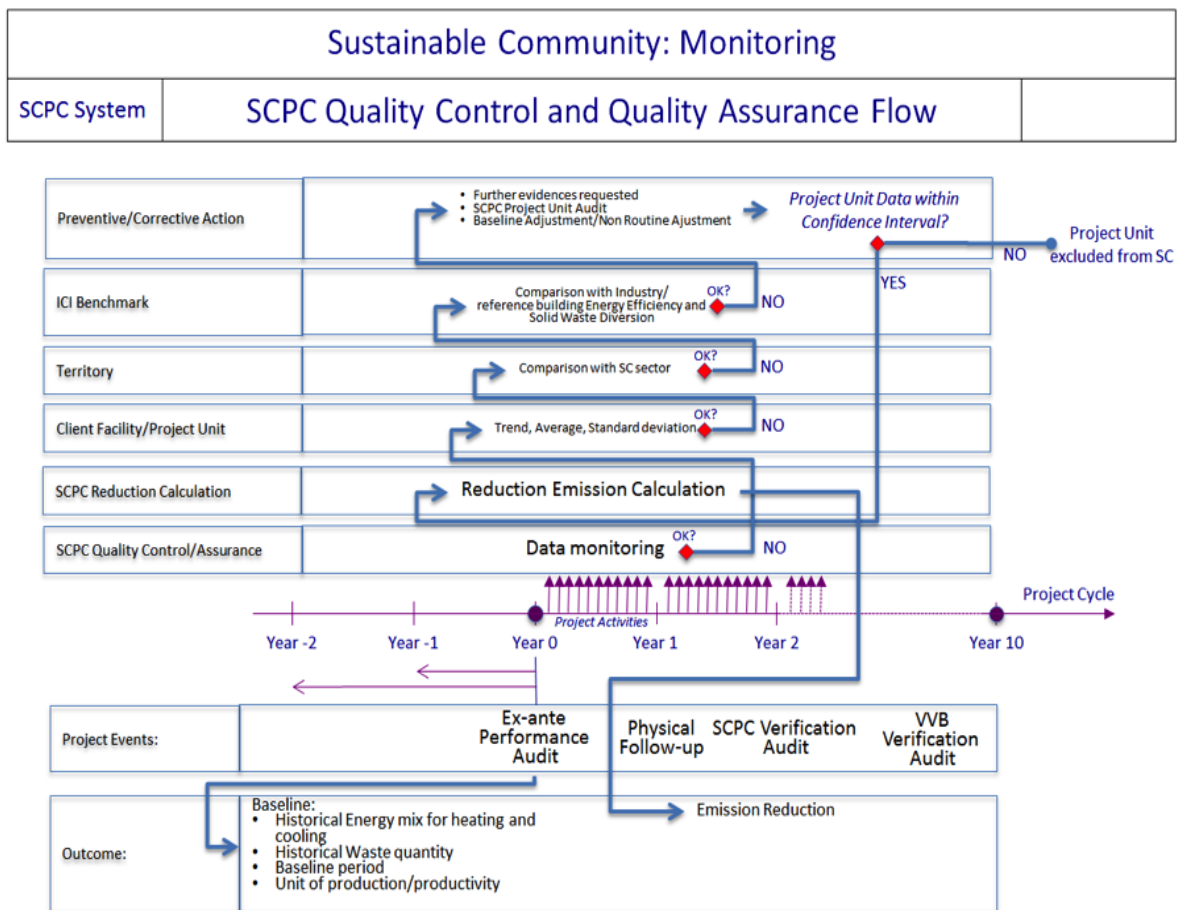 Sustainable Community: Monitoring
SCPC System
SCPC Quality Control and Quality Assurance Flow
Preventive/Corrective Action
• Further evidences requested
• SCPC Project Unit Audit
• Baseline Adjustment/Non Routine Ajustment
Project Unit Data within
Confidence Interval?
NO
Project Unit
excluded from SC
YES
ICI Benchmark
Comparison with Industry/
reference building Energy Efficiency and
Solid Waste Diversion
OK?
NO
Territory
Comparison with SC sector
OK?
NO
Client Facility/Project Unit
Trend, Average, Standard deviation
OK?
NO
SCPC Reduction Calculation
Reduction Emission Calculation
SCPC Quality Control/Assurance
Data monitoring
OK?
NO
Project Cycle
Project Activities
Year -2
Year -1
Year 0
Year 1
Year 2
Year 10
Project Events:
Ex-ante
Performance
Audit
Physical
Follow-up
SCPC Verification
Audit
VVB
Verification
Audit
Outcome:
Baseline:
• Historical Energy mix for heating and
cooling
• Historical Waste quantity
• Baseline period
• Unit of production/productivity
Emission Reduction